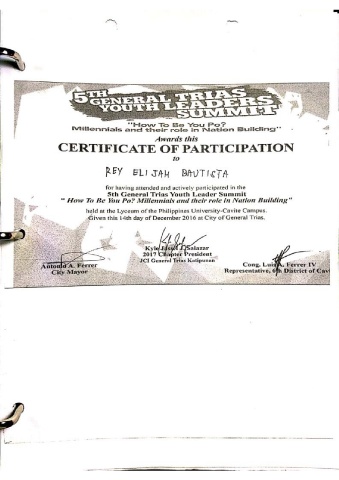 5TH
GENERAL TRIAS
YOUTH LEADERS
SUMMIT
"How To Be You Po?
Millennials and their role in Nation Building"
Awards this
CERTIFICATE OF PARTICIPATION
to
REY ELIJAH BAUTISTA
for having attended and actively participated in the
5th General Trias Youth Leader Summit
" How To Be You Po? Millennials and their role in Nation Building"
held at the Lyceum of the Philippines University-Cavite Campus.
Given this 14th day of December 2016 at City of General Trias.
Kyle J. Salazar
2017 Chapter President
JCI General Trias Katipunan
Antonio A. Ferrer
City Mayor
Cong. Luis A. Ferrer IV
Representative, 6th District of Cav